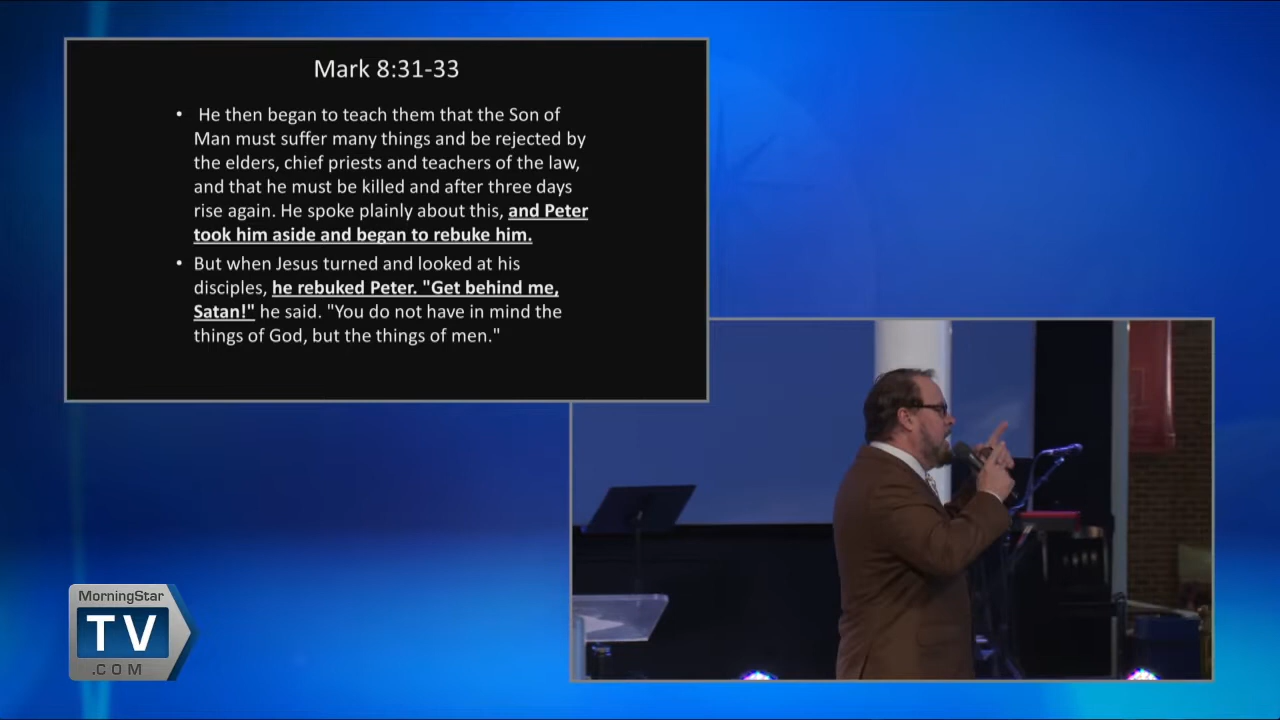 Mark 8:31-33
• He then began to teach them that the Son of
Man must suffer many things and be rejected by
the elders, chief priests and teachers of the law,
and that he must be killed and after three days
rise again. He spoke plainly about this, and Peter
took him aside and began to rebuke him.
• But when Jesus turned and looked at his
disciples, he rebuked Peter. "Get behind me,
Satan!" he said. "You do not have in mind the
things of God, but the things of men."
MorningStar
TV
.COM